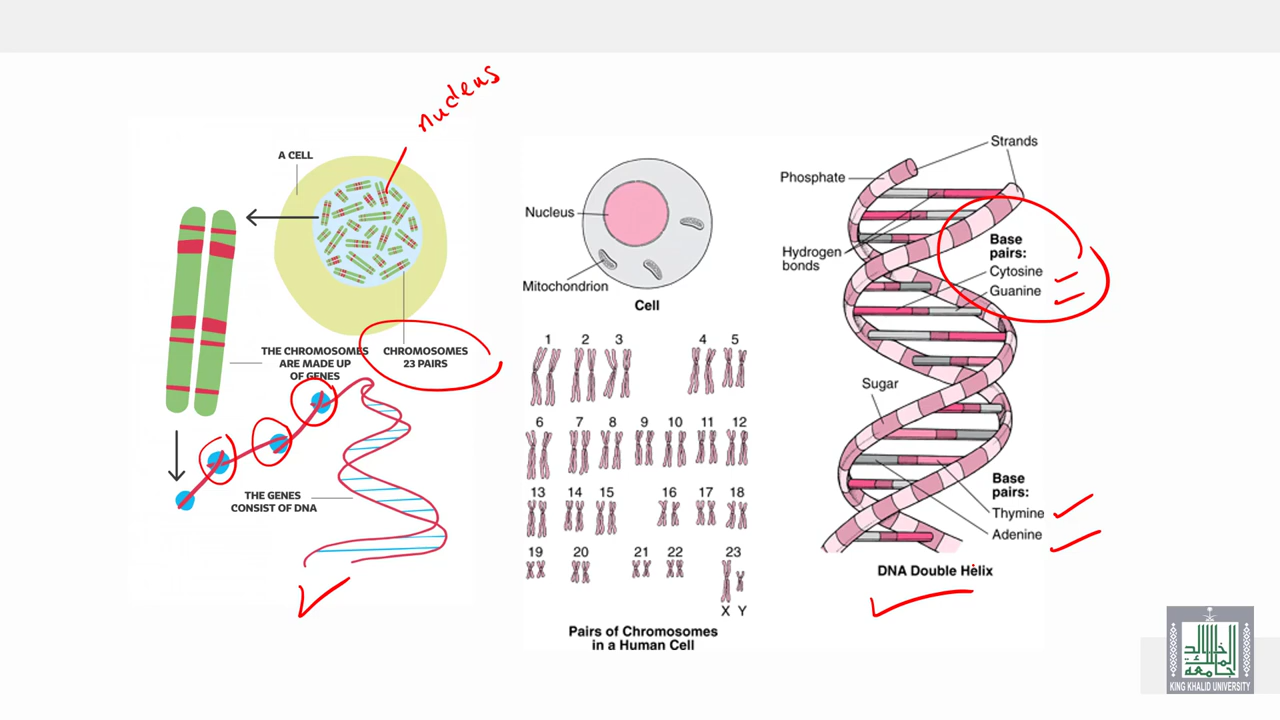 nucleus
A CELL
THE CHROMOSOMES
ARE MADE UP
OF GENES
CHROMOSOMES
23 PAIRS
THE GENES
CONSIST OF DNA
Nucleus
Mitochondrion
Cell
1 2 3 4 5
6 7 8 9 10 11 12
13 14 15 16 17 18
19 20 21 22 23
X Y
Pairs of Chromosomes
in a Human Cell
Strands
Phosphate
Hydrogen
bonds
Base
pairs:
Cytosine
Guanine
Sugar
Base
pairs:
Thymine
Adenine
DNA Double Helix
جامعة الملك خالد
KING KHALID UNIVERSITY